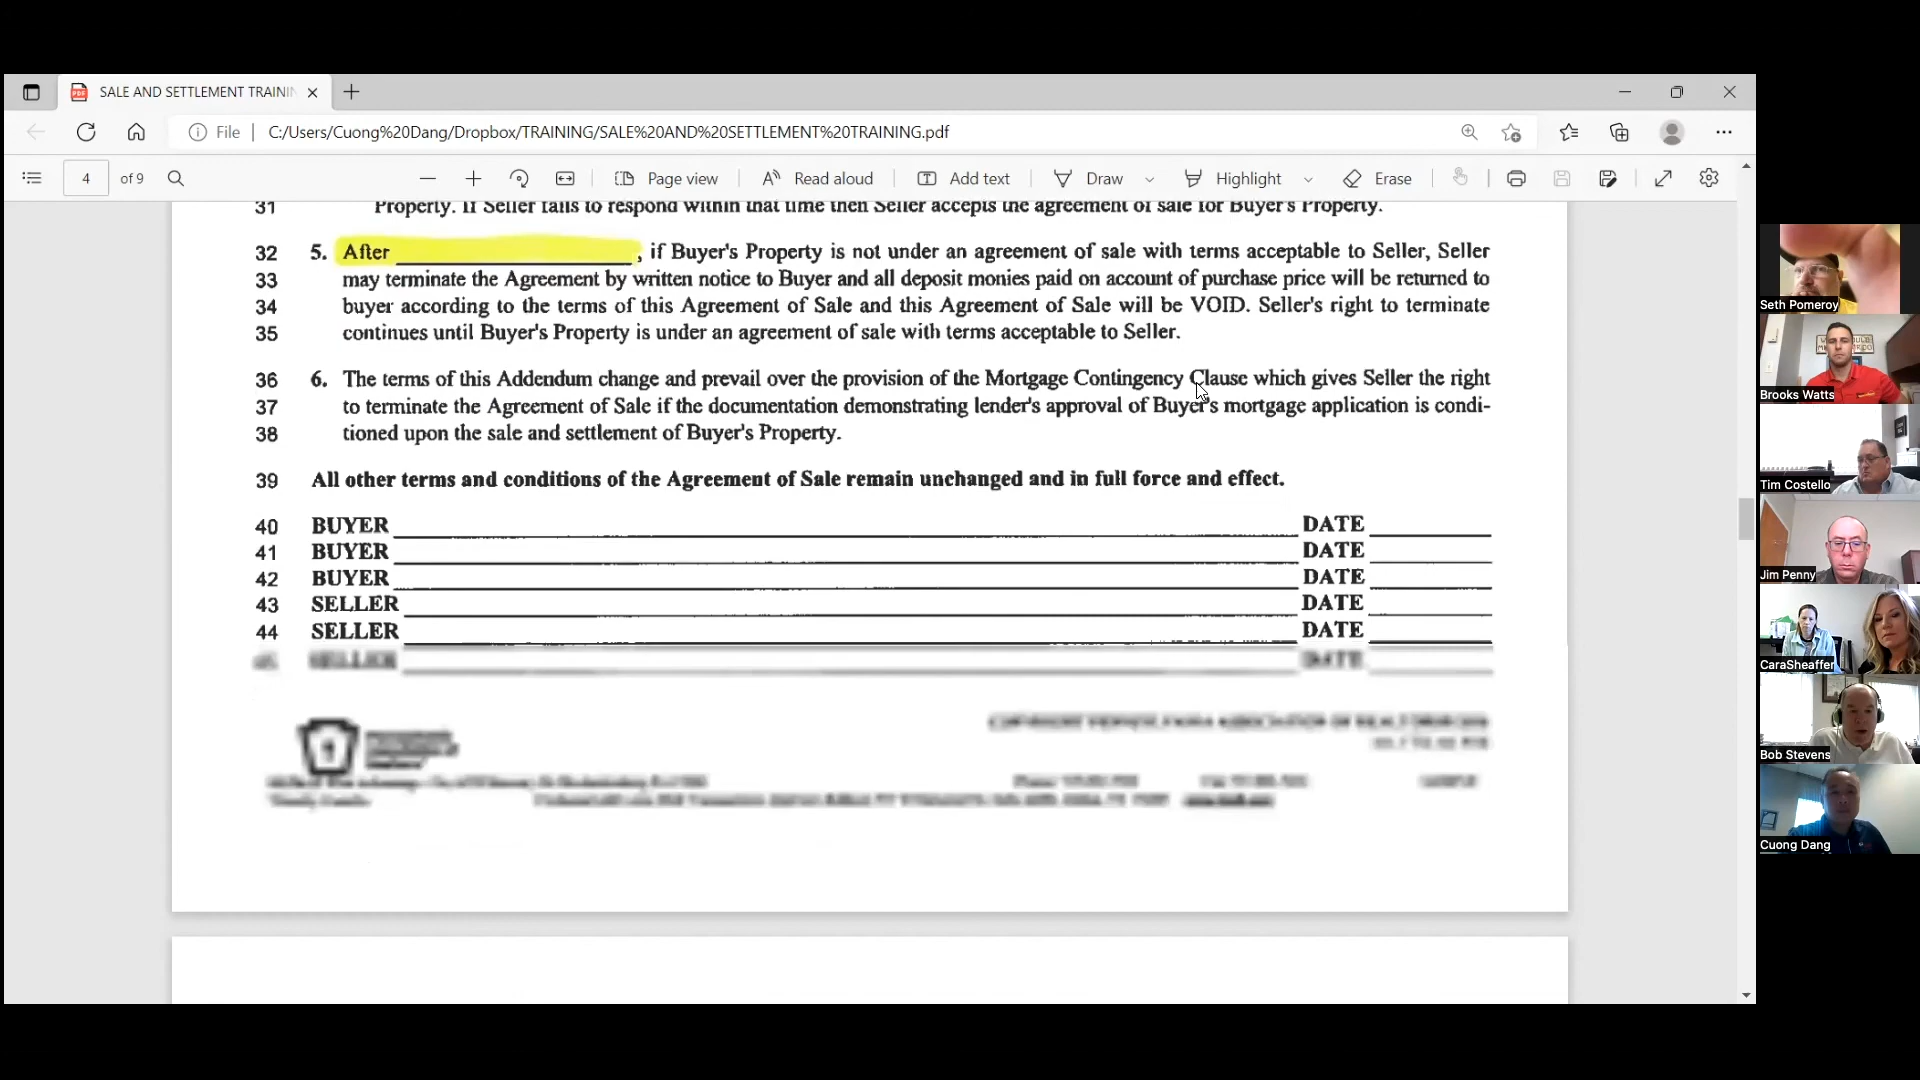 SALE AND SETTLEMENT TRAININ
File
C:/Users/Cuong%20Dang/Dropbox/TRAINING/SALE%20AND%20SETTLEMENT%20TRAINING.pdf
4 of 9
Page view
Read aloud
Add text
Draw
Highlight
Erase
31 Property. If Seller fails to respond within that time then Seller accepts the agreement of sale for Buyer's Property.
32 5. After ____________________, if Buyer's Property is not under an agreement of sale with terms acceptable to Seller, Seller
33 may terminate the Agreement by written notice to Buyer and all deposit monies paid on account of purchase price will be returned to
34 buyer according to the terms of this Agreement of Sale and this Agreement of Sale will be VOID. Seller's right to terminate
35 continues until Buyer's Property is under an agreement of sale with terms acceptable to Seller.
36 6. The terms of this Addendum change and prevail over the provision of the Mortgage Contingency Clause which gives Seller the right
37 to terminate the Agreement of Sale if the documentation demonstrating lender's approval of Buyer's mortgage application is condi-
38 tioned upon the sale and settlement of Buyer's Property.
39 All other terms and conditions of the Agreement of Sale remain unchanged and in full force and effect.
40 BUYER DATE
41 BUYER DATE
42 BUYER DATE
43 SELLER DATE
44 SELLER DATE
45 SELLER DATE
Seth Pomeroy
Brooks Watts
Tim Costello
Jim Penny
CaraSheaffer
Bob Stevens
Cuong Dang